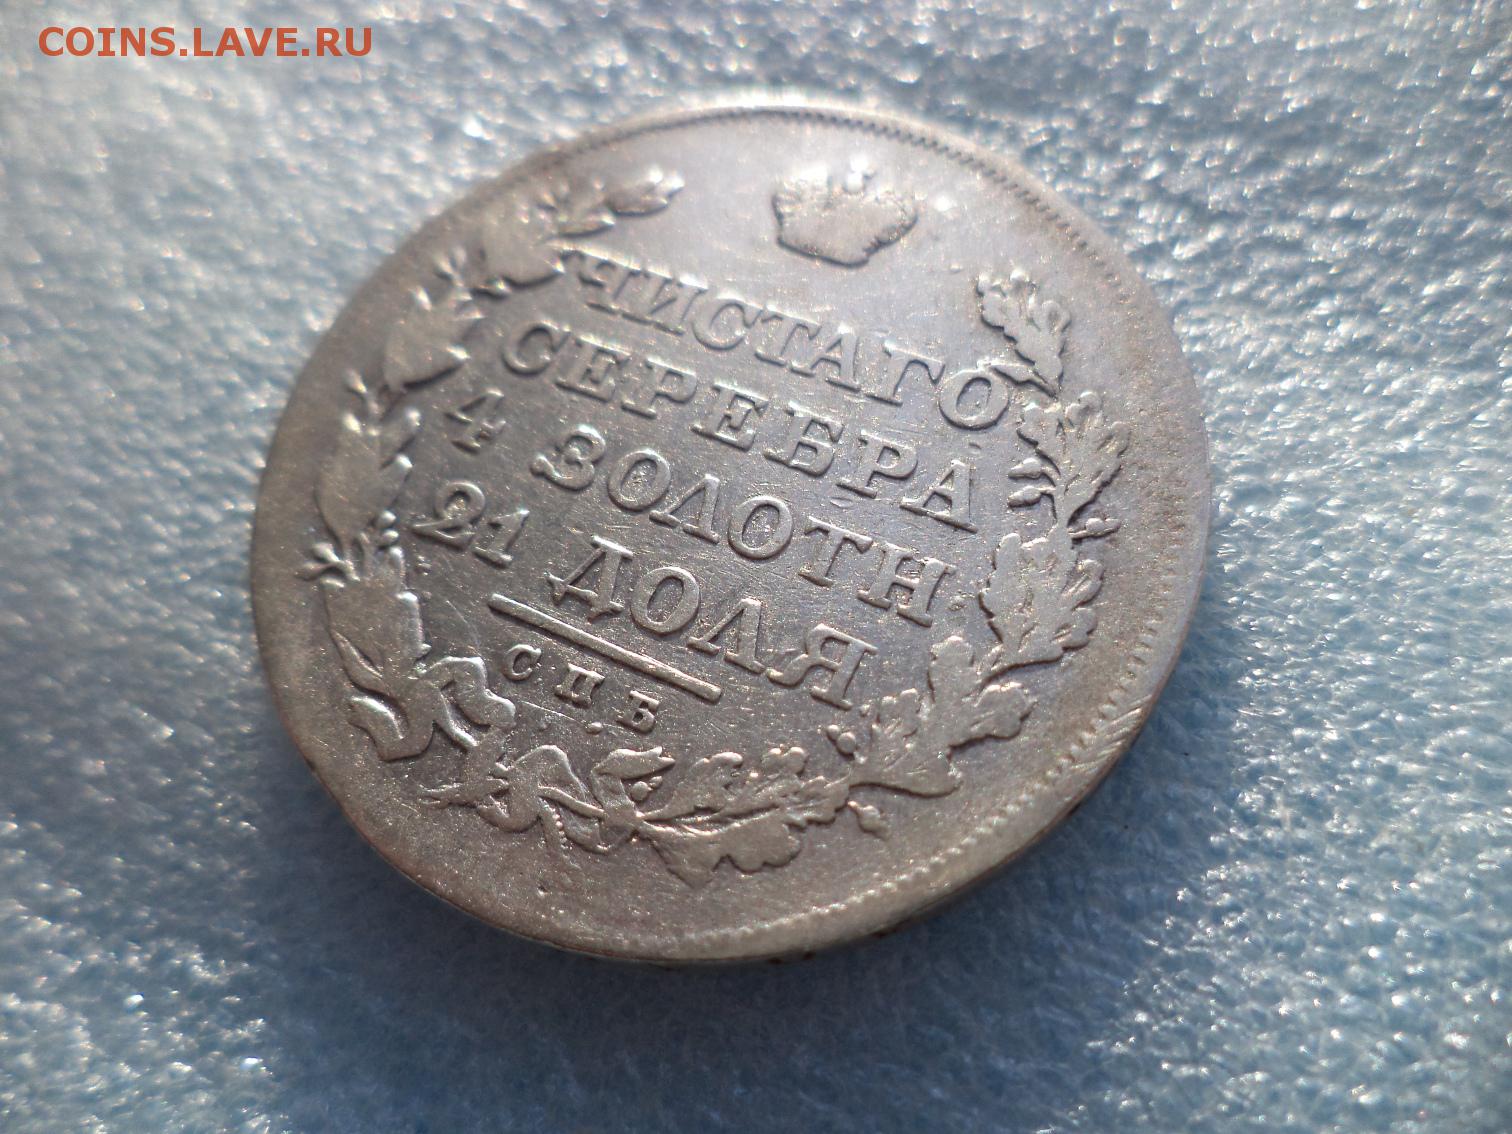 COINS.LAVE.RU
ЧИСТАГО
СЕРЕБРА
4 ЗОЛОТН
21 ДОЛЯ
СПБ